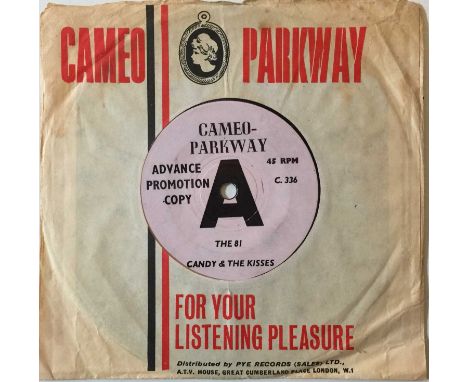 CAMEO PARKWAY
CAMEO-
PARKWAY
ADVANCE
PROMOTION
COPY
45 RPM
C. 336
A
THE 81
CANDY & THE KISSES
FOR YOUR
LISTENING PLEASURE
Distributed by PYE RECORDS (SALES) LTD.,
A.T.V. HOUSE, GREAT CUMBERLAND PLACE LONDON, W.1